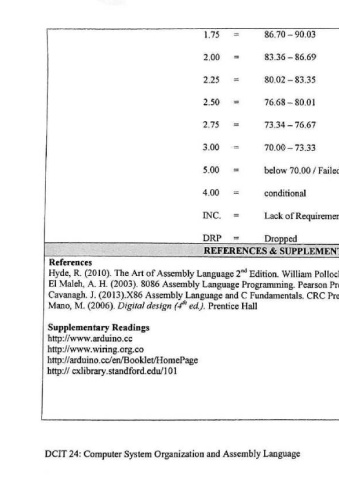 1.75 = 86.70 – 90.03
2.00 = 83.36 – 86.69
2.25 = 80.02 – 83.35
2.50 = 76.68 – 80.01
2.75 = 73.34 – 76.67
3.00 = 70.00 – 73.33
5.00 = below 70.00 / Failed
4.00 = conditional
INC. = Lack of Requiremen
DRP = Dropped
REFERENCES & SUPPLEMEN
References
Hyde, R. (2010). The Art of Assembly Language 2nd Edition. William Polloc
El Maleh, A. H. (2003). 8086 Assembly Language Programming. Pearson Pr
Cavanagh. J. (2013).X86 Assembly Language and C Fundamentals. CRC Pre
Mano, M. (2006). Digital design (4th ed.). Prentice Hall
Supplementary Readings
http://www.arduino.cc
http://www.wiring.org.co
http://arduino.cc/en/Booklet/HomePage
http:// cxlibrary.standford.edu/101
DCIT 24: Computer System Organization and Assembly Language